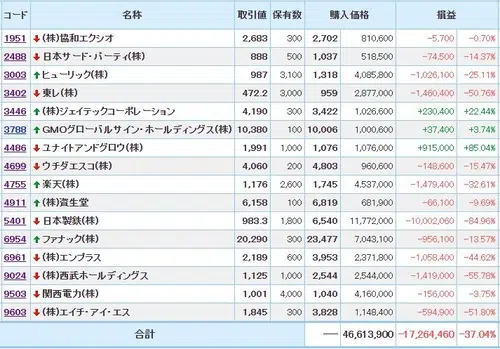 コード 名称 取引値 保有数 購入価格 損益
1951 ↓ (株)協和エクシオ 2,683 300 2,702 810,600 -5,700 -0.70%
2488 ↓ 日本サード・パーティ(株) 888 500 1,037 518,500 -74,500 -14.37%
3003 ↑ ヒューリック(株) 987 3,100 1,318 4,085,800 -1,026,100 -25.11%
3402 ↓ 東レ(株) 472.2 3,000 959 2,877,000 -1,460,400 -50.76%
3446 ↑ (株)ジェイテックコーポレーション 4,190 300 3,422 1,026,600 +230,400 +22.44%
3788 ↑ GMOグローバルサイン・ホールディングス(株) 10,380 100 10,006 1,000,600 +37,400 +3.74%
4486 ↓ ユナイトアンドグロウ(株) 1,991 1,000 1,076 1,076,000 +915,000 +85.04%
4699 ↓ ウチダエスコ(株) 4,060 200 4,803 960,600 -148,600 -15.47%
4755 ↑ 楽天(株) 1,176 2,600 1,745 4,537,000 -1,479,400 -32.61%
4911 ↑ (株)資生堂 6,158 100 6,819 681,900 -66,100 -9.69%
5401 ↓ 日本製鉄(株) 983.3 1,800 6,540 11,772,000 -10,002,060 -84.96%
6954 ↑ ファナック(株) 20,290 300 23,477 7,043,100 -956,100 -13.57%
6961 ↓ (株)エンプラス 2,189 600 3,953 2,371,800 -1,058,400 -44.62%
9024 ↓ (株)西武ホールディングス 1,125 1,000 2,544 2,544,000 -1,419,000 -55.78%
9503 ↓ 関西電力(株) 1,001 4,000 1,040 4,160,000 -156,000 -3.75%
9603 ↓ (株)エイチ・アイ・エス 1,845 300 3,828 1,148,400 -594,900 -51.80%
合計 ― 46,613,900 -17,264,460 -37.04%